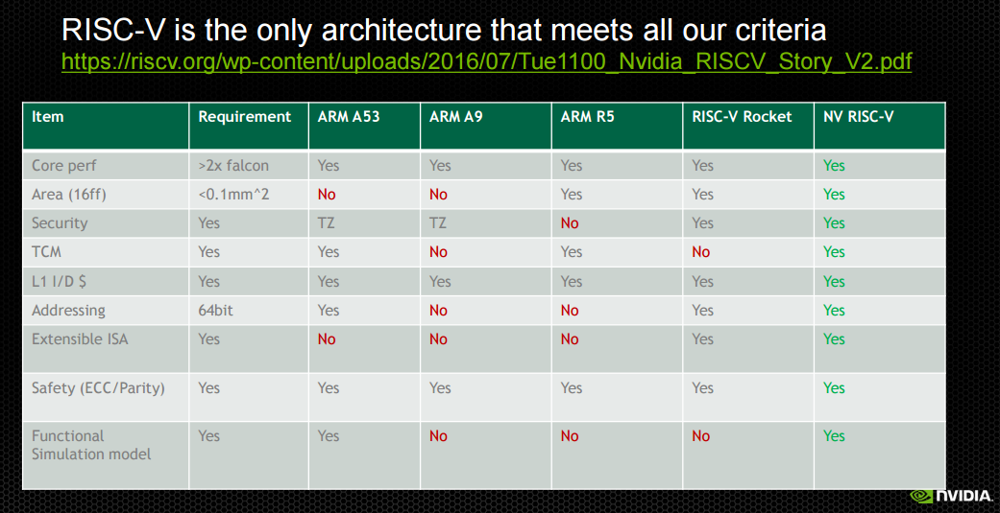 RISC-V is the only architecture that meets all our criteria
https://riscv.org/wp-content/uploads/2016/07/Tue1100_Nvidia_RISCV_Story_V2.pdf
Item Requirement ARM A53 ARM A9 ARM R5 RISC-V Rocket NV RISC-V
Core perf >2x falcon Yes Yes Yes Yes Yes
Area (16ff) <0.1mm^2 No No Yes Yes Yes
Security Yes TZ TZ No Yes Yes
TCM Yes Yes No Yes No Yes
L1 I/D $ Yes Yes Yes Yes Yes Yes
Addressing 64bit Yes No No Yes Yes
Extensible ISA Yes No No No Yes Yes
Safety (ECC/Parity) Yes Yes Yes Yes Yes Yes
Functional Yes Yes No No No Yes
Simulation model
NVIDIA.